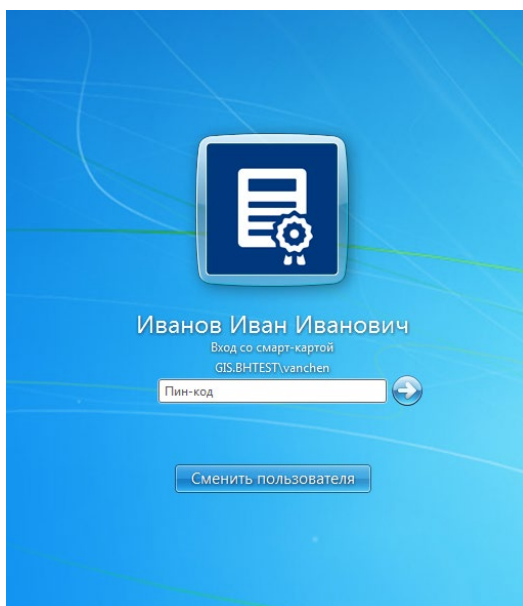 Иванов Иван Иванович
Вход со смарт-картой
GIS.BHTEST\vanchen
Пин-код
Сменить пользователя